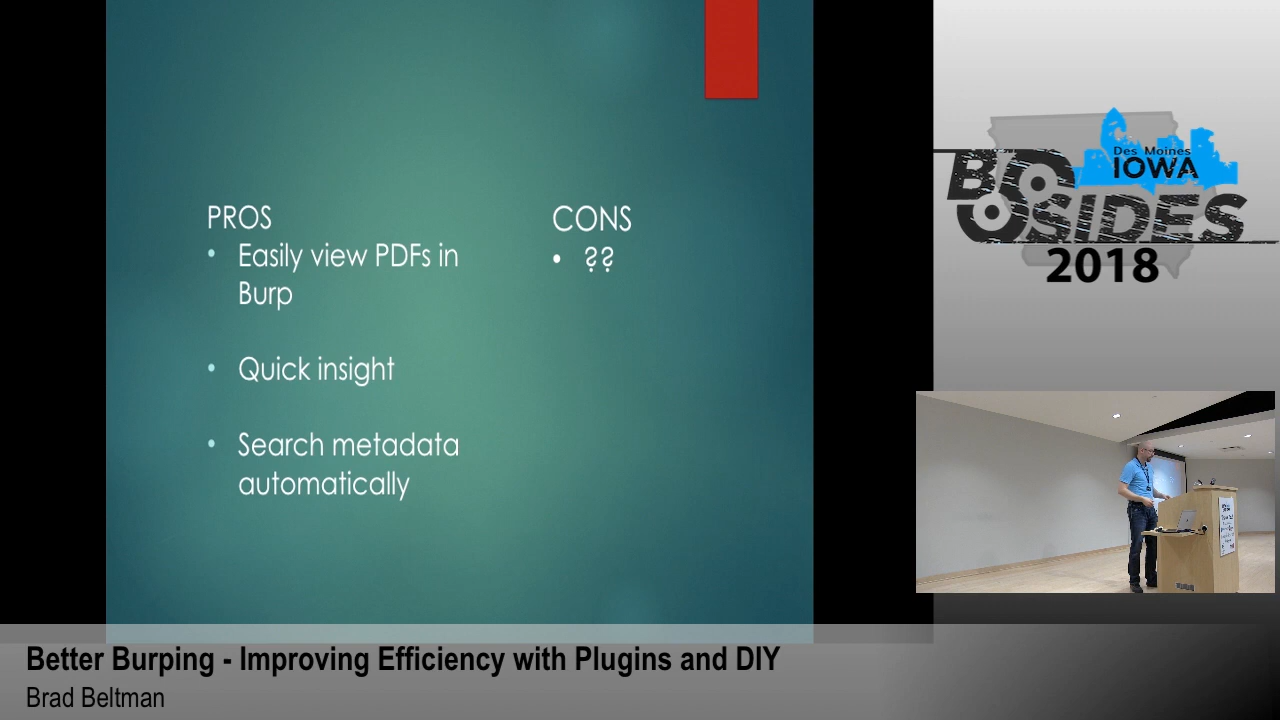 PROS
• Easily view PDFs in
Burp
• Quick insight
• Search metadata
automatically
CONS
• ??
Des Moines
IOWA
BSIDES
2018
Better Burping - Improving Efficiency with Plugins and DIY
Brad Beltman